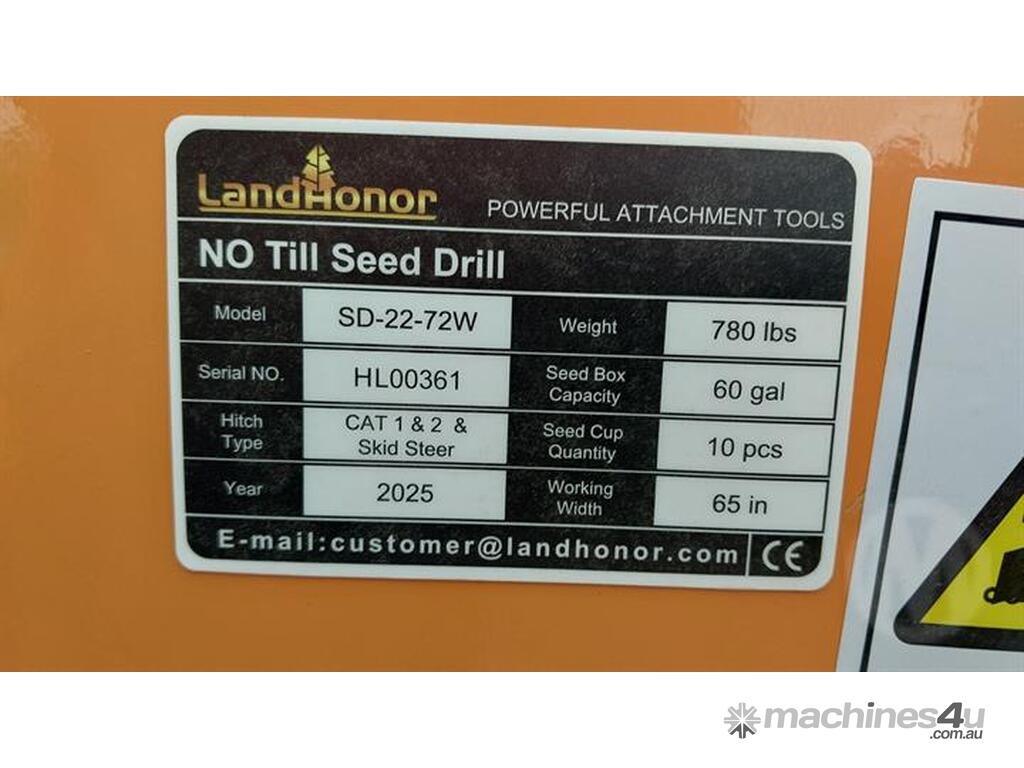 LandHonor
POWERFUL ATTACHMENT TOOLS
NO Till Seed Drill
Model SD-22-72W Weight 780 lbs
Serial NO. HL00361 Seed Box Capacity 60 gal
Hitch Type CAT 1 & 2 & Skid Steer Seed Cup Quantity 10 pcs
Year 2025 Working Width 65 in
E-mail:customer@landhonor.com CE
machines4u
.com.au